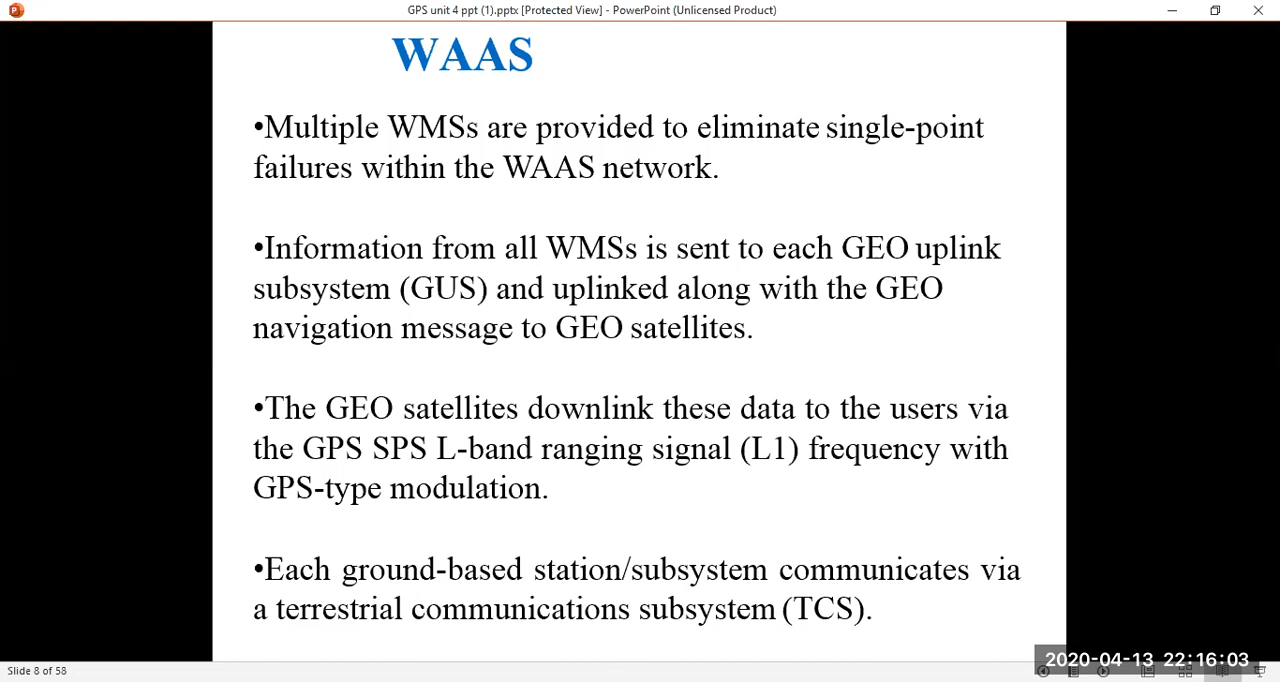 GPS unit 4 ppt (1).pptx [Protected View] - PowerPoint (Unlicensed Product)
WAAS
•Multiple WMSs are provided to eliminate single-point
failures within the WAAS network.
•Information from all WMSs is sent to each GEO uplink
subsystem (GUS) and uplinked along with the GEO
navigation message to GEO satellites.
•The GEO satellites downlink these data to the users via
the GPS SPS L-band ranging signal (L1) frequency with
GPS-type modulation.
•Each ground-based station/subsystem communicates via
a terrestrial communications subsystem (TCS).
2020-04-13 22:16:03
Slide 8 of 58